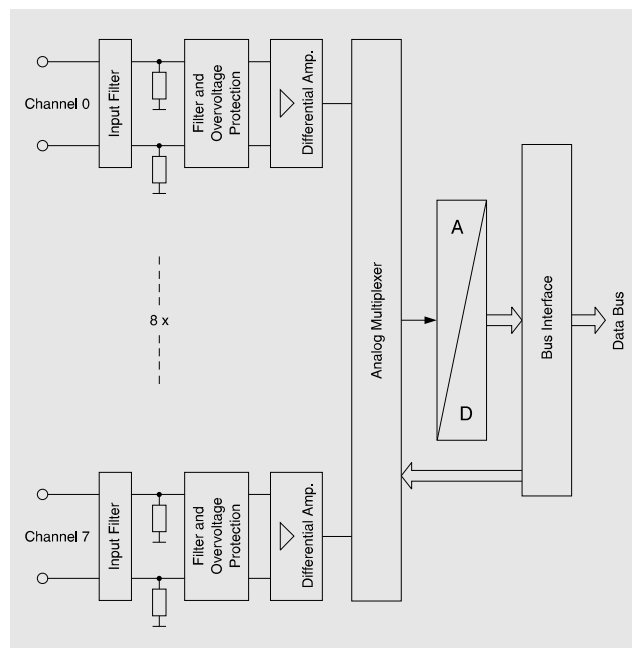 Channel 0
Input Filter
Filter and
Overvoltage
Protection
Differential Amp.
8 x
Analog Multiplexer
A
D
Bus Interface
Data Bus
Channel 7
Input Filter
Filter and
Overvoltage
Protection
Differential Amp.